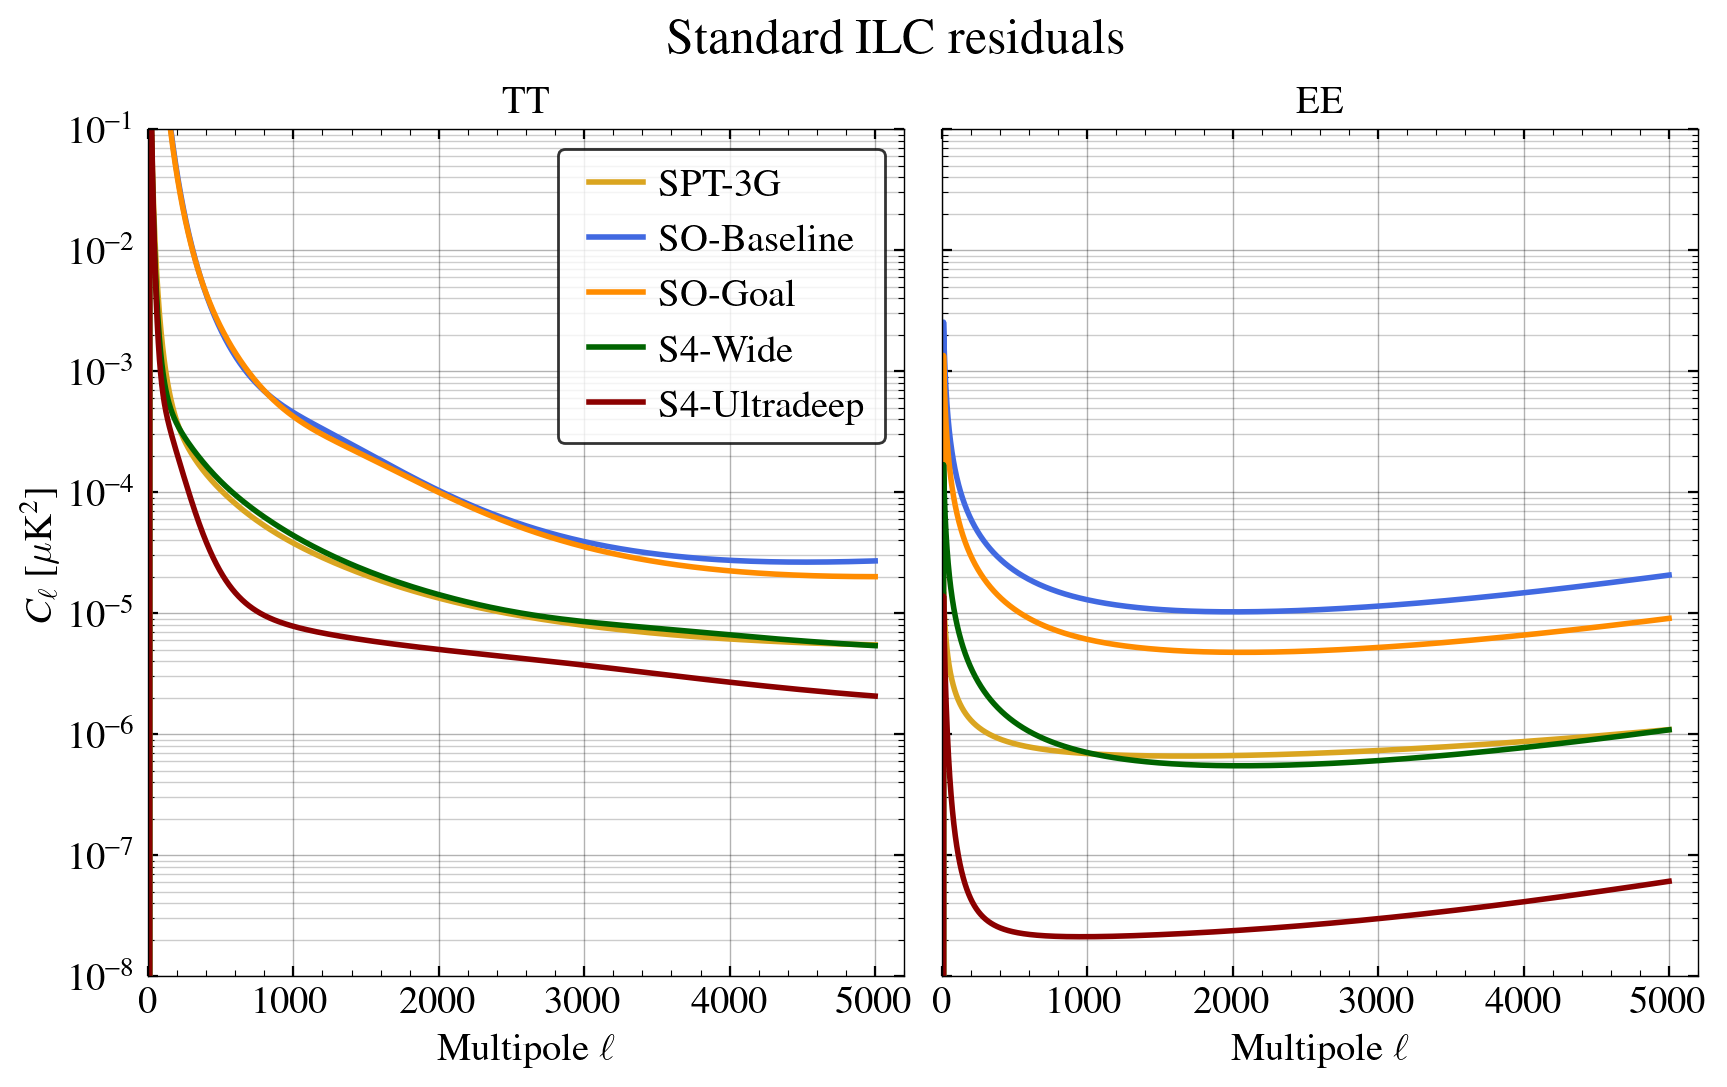 Standard ILC residuals
TT
EE
10⁻¹
10⁻²
10⁻³
10⁻⁴
10⁻⁵
10⁻⁶
10⁻⁷
10⁻⁸
C_ℓ [μK²]
SPT-3G
SO-Baseline
SO-Goal
S4-Wide
S4-Ultradeep
0 1000 2000 3000 4000 5000
0 1000 2000 3000 4000 5000
Multipole ℓ
Multipole ℓ